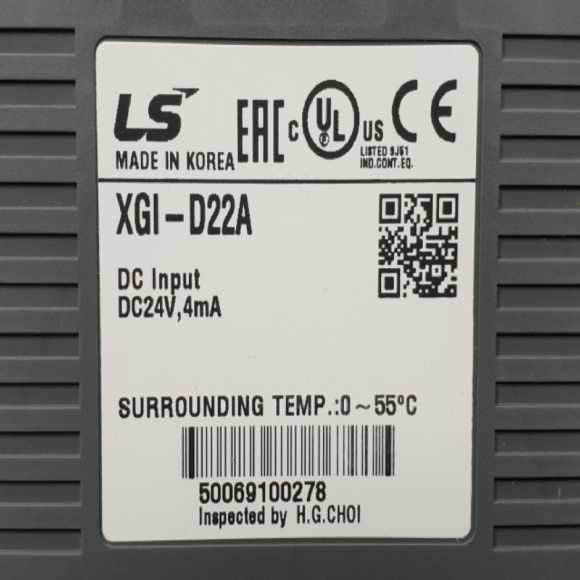 LS
MADE IN KOREA
EAC
C UL US
LISTED 9J61
IND.CONT.EQ.
CE
XGI-D22A
DC Input
DC24V,4mA
SURROUNDING TEMP.:0~55°C
50069100278
Inspected by H.G.CHOI